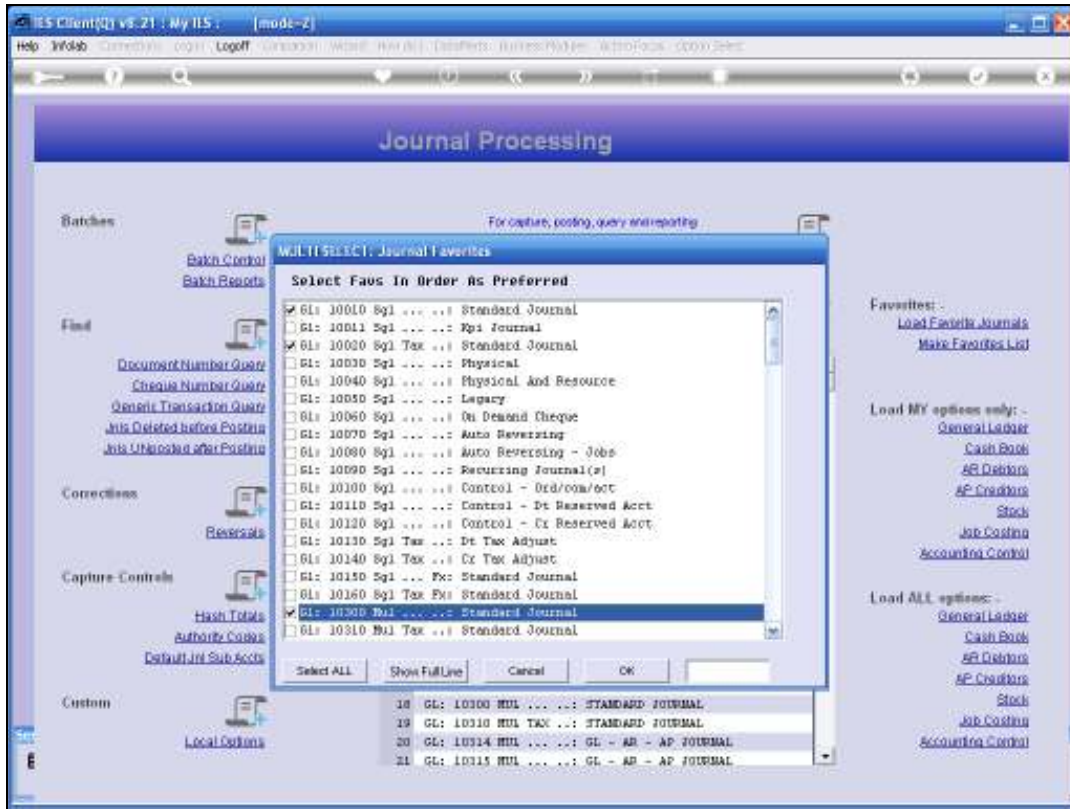 IES Client(Q) v8.21 : My IES : [mode=2]
Help Infolab Logoff
Journal Processing
Batches
For capture, posting, query and reporting
Batch Control
Batch Reports
Find
Document Number Query
Cheque Number Query
Generic Transaction Query
Jnls Deleted before Posting
Jnls UNposted after Posting
Corrections
Reversals
Capture Controls
Hash Totals
Authority Codes
Default Jnl Sub Accts
Custom
Local Options
MULTI SELECT: Journal Favorites
Select Favs In Order As Preferred
GL: 10010 Sgl ... ..: Standard Journal
GL: 10011 Sgl ... ..: Kpi Journal
GL: 10020 Sgl Tax ..: Standard Journal
GL: 10030 Sgl ... ..: Physical
GL: 10040 Sgl ... ..: Physical And Resource
GL: 10050 Sgl ... ..: Legacy
GL: 10060 Sgl ... ..: On Demand Cheque
GL: 10070 Sgl ... ..: Auto Reversing
GL: 10080 Sgl ... ..: Auto Reversing - Jobs
GL: 10090 Sgl ... ..: Recurring Journal(s)
GL: 10100 Sgl ... ..: Control - Ord/com/act
GL: 10110 Sgl ... ..: Control - Dt Reserved Acct
GL: 10120 Sgl ... ..: Control - Cr Reserved Acct
GL: 10130 Sgl Tax ..: Dt Tax Adjust
GL: 10140 Sgl Tax ..: Cr Tax Adjust
GL: 10150 Sgl ... Fx: Standard Journal
GL: 10160 Sgl Tax Fx: Standard Journal
GL: 10300 Mul ... ..: Standard Journal
GL: 10310 Mul Tax ..: Standard Journal
Select ALL Show Full Line Cancel OK
18 GL: 10300 MUL ... ..: STANDARD JOURNAL
19 GL: 10310 MUL TAX ..: STANDARD JOURNAL
20 GL: 10314 MUL ... ..: GL - AR - AP JOURNAL
21 GL: 10315 MUL ... ..: GL - AR - AP JOURNAL
Favorites: -
Load Favorite Journals
Make Favorites List
Load MY options only: -
General Ledger
Cash Book
AR Debtors
AP Creditors
Stock
Job Costing
Accounting Control
Load ALL options: -
General Ledger
Cash Book
AR Debtors
AP Creditors
Stock
Job Costing
Accounting Control